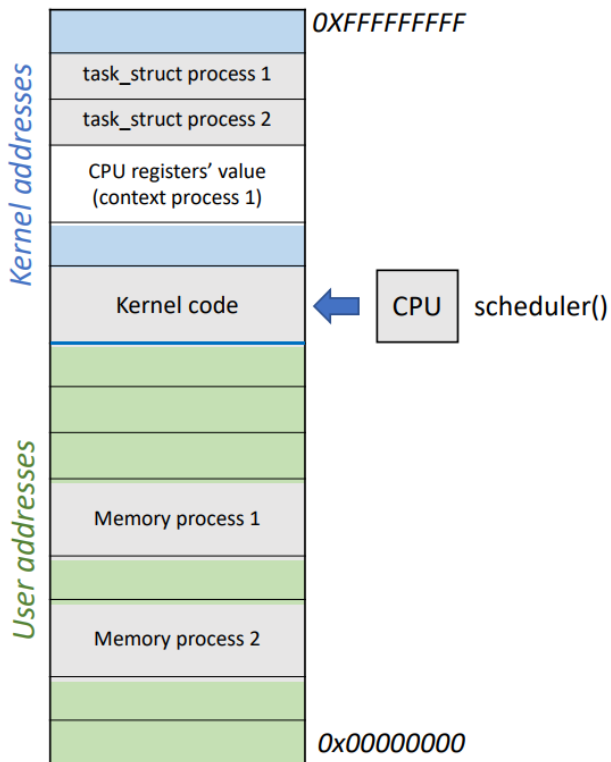 0XFFFFFFFFF
Kernel addresses
task_struct process 1
task_struct process 2
CPU registers' value
(context process 1)
Kernel code
CPU
scheduler()
User addresses
Memory process 1
Memory process 2
0x00000000